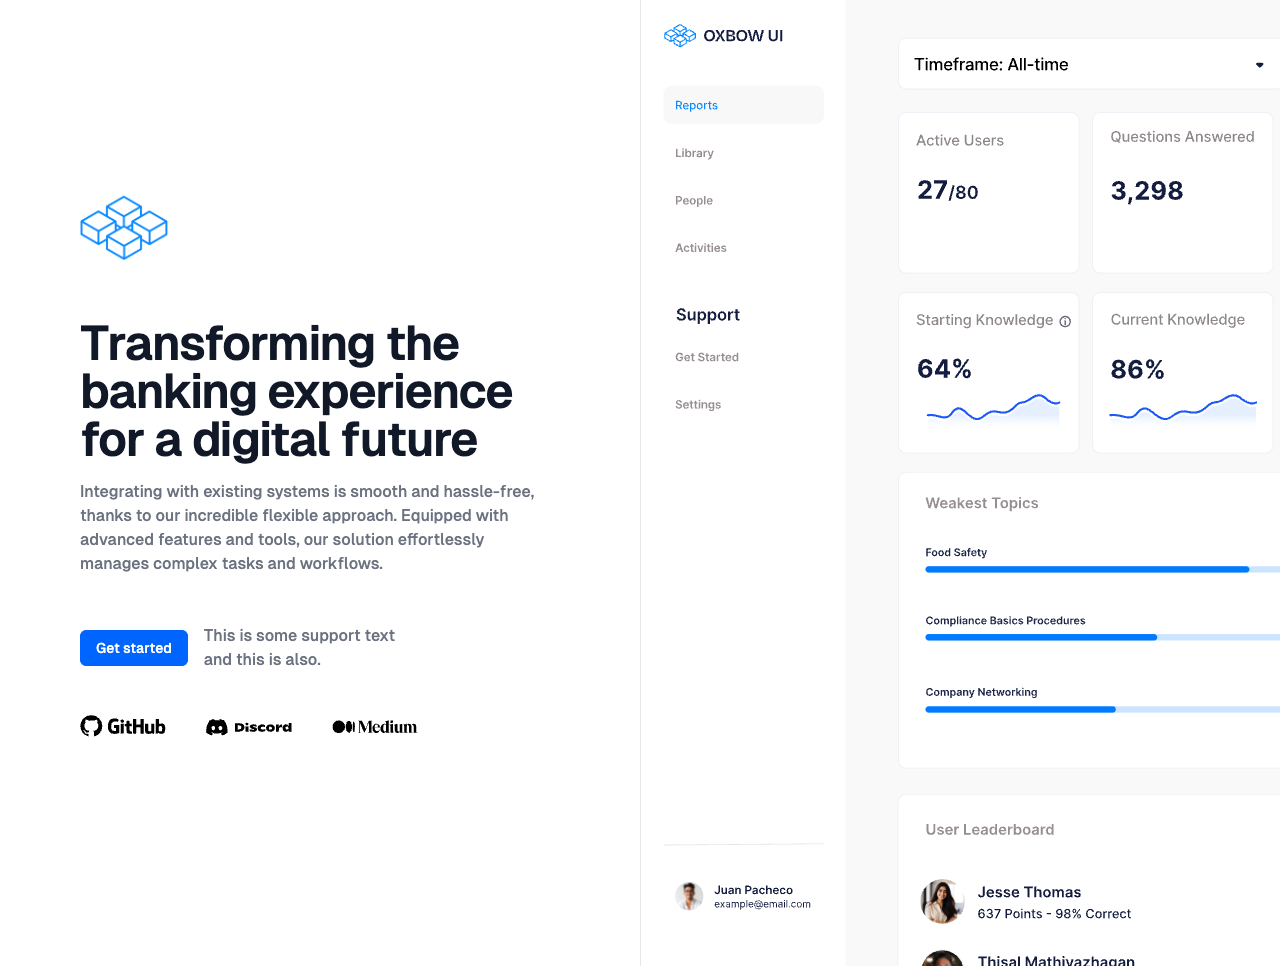 Transforming the
banking experience
for a digital future
Integrating with existing systems is smooth and hassle-free,
thanks to our incredible flexible approach. Equipped with
advanced features and tools, our solution effortlessly
manages complex tasks and workflows.
Get started
This is some support text
and this is also.
GitHub
Discord
Medium
OXBOW UI
Reports
Library
People
Activities
Support
Get Started
Settings
Juan Pacheco
example@email.com
Timeframe: All-time
Active Users
27/80
Questions Answered
3,298
Starting Knowledge
64%
Current Knowledge
86%
Weakest Topics
Food Safety
Compliance Basics Procedures
Company Networking
User Leaderboard
Jesse Thomas
637 Points - 98% Correct
Thisal Mathiyazhagan